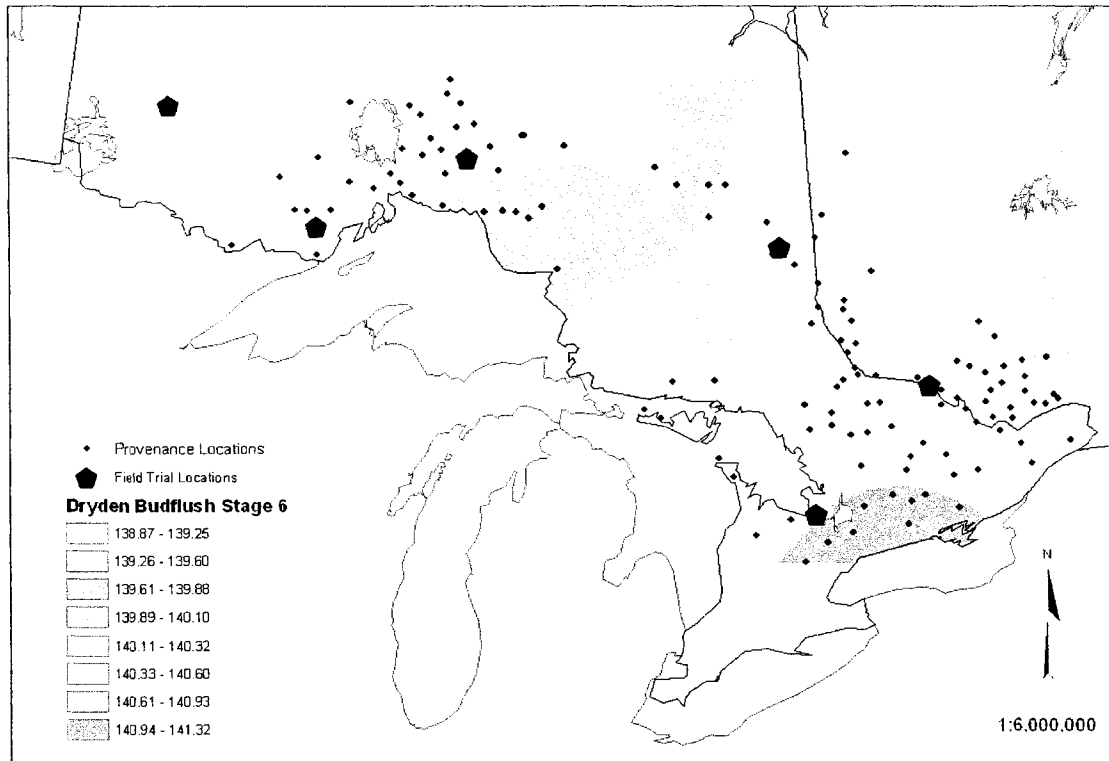 Provenance Locations
Field Trial Locations
Dryden Budflush Stage 6
138.87 - 139.25
139.26 - 139.60
139.61 - 139.88
139.89 - 140.10
140.11 - 140.32
140.33 - 140.60
140.61 - 140.93
140.94 - 141.32
N
1:6,000,000